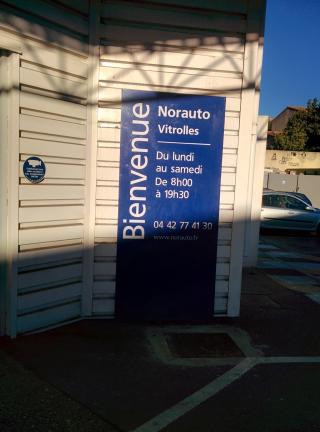 Bienvenue
Norauto
Vitrolles
Du lundi
au samedi
De 8h00
à 19h30
04 42 77 41 30
www.norauto.fr